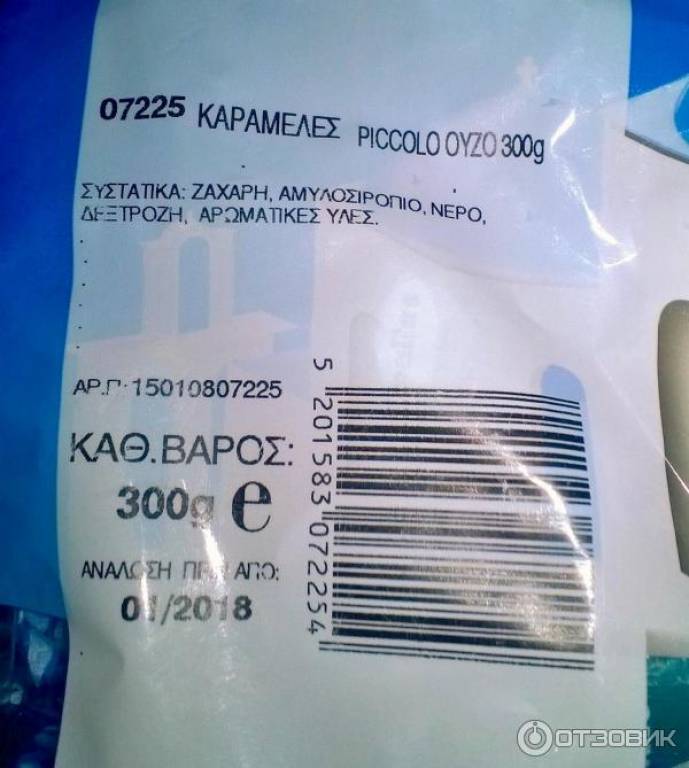 07225 ΚΑΡΑΜΕΛΕΣ PICCOLO ΟΥΖΟ 300g
ΣΥΣΤΑΤΙΚΑ: ΖΑΧΑΡΗ, ΑΜΥΛΟΣΙΡΟΠΙΟ, ΝΕΡΟ,
ΔΕΞΤΡΟΖΗ, ΑΡΩΜΑΤΙΚΕΣ ΥΛΕΣ.
ΑΡ.Γ: 15010807225
ΚΑΘ. ΒΑΡΟΣ:
300g e
ΑΝΑΛΩΣΗ ΠΡΙΝ ΑΠΟ:
01/2018
5 201583 072254
ОТЗОВИК